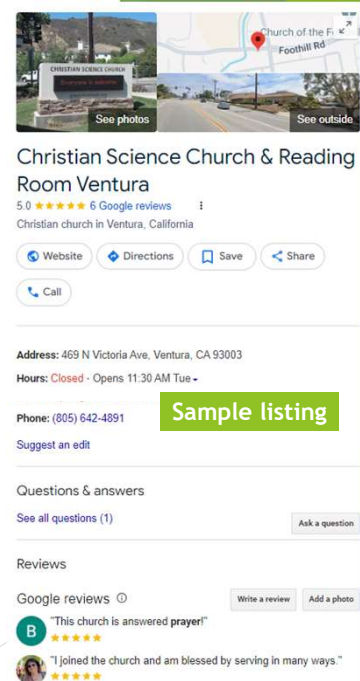 Church of the F
Foothill Rd
CHRISTIAN SCIENCE CHURCH
See photos
See outside
Christian Science Church & Reading
Room Ventura
5.0 ★★★★★ 6 Google reviews
Christian church in Ventura, California
Website
Directions
Save
Share
Call
Address: 469 N Victoria Ave, Ventura, CA 93003
Hours: Closed · Opens 11:30 AM Tue
Phone: (805) 642-4891
Sample listing
Suggest an edit
Questions & answers
See all questions (1)
Ask a question
Reviews
Google reviews
Write a review
Add a photo
B
"This church is answered prayer!"
"I joined the church and am blessed by serving in many ways."